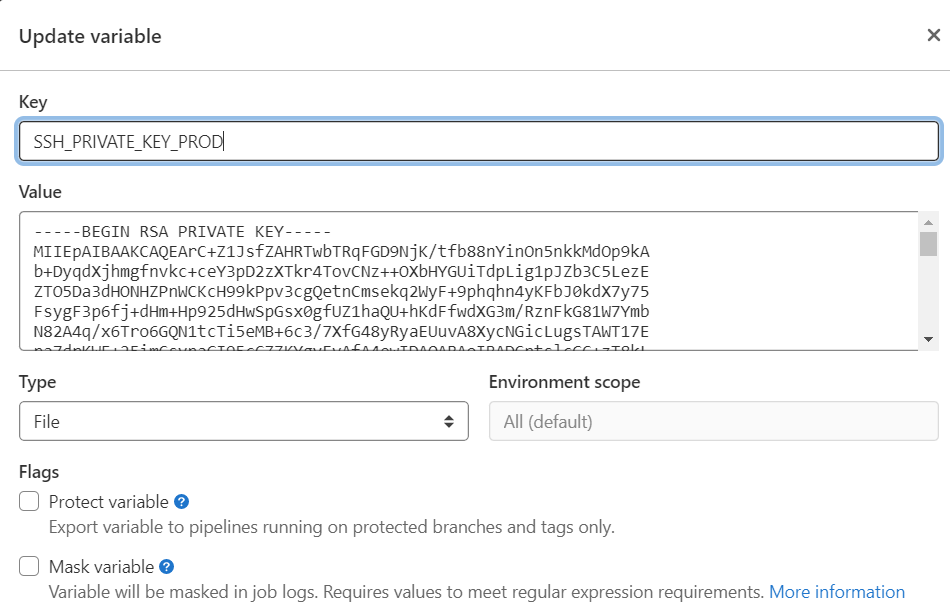 Update variable
Key
SSH_PRIVATE_KEY_PROD
Value
-----BEGIN RSA PRIVATE KEY-----
MIIEpAIBAAKCAQEArC+Z1JsfZAHRTwbTRqFGD9NjK/tfb88nYinOn5nkkMdOp9kA
b+DyqdXjhmgfnvkc+ceY3pD2zXTkr4TovCNz++OXbHYGUiTdpLig1pJZb3C5LezE
ZTO5Da3dHONHZPnWCKcH99kPpv3cgQetnCmsekq2WyF+9phqhn4yKFbJ0kdX7y75
FsygF3p6fj+dHm+Hp925dHwSpGsx0gfUZ1haQU+hKdFfwdXG3m/RznFkG81W7Ymb
N82A4q/x6Tro6GQN1tcTi5eMB+6c3/7XfG48yRyaEUuvA8XycNGicLugsTAWT17E
Type
Environment scope
File
All (default)
Flags
Protect variable
Export variable to pipelines running on protected branches and tags only.
Mask variable
Variable will be masked in job logs. Requires values to meet regular expression requirements. More information